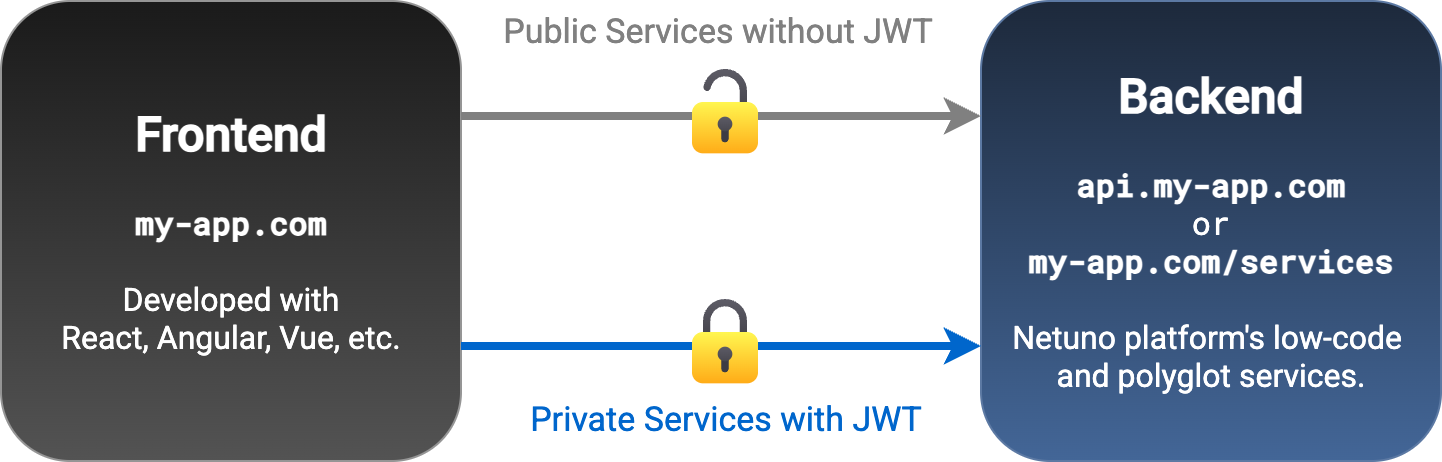 Public Services without JWT
Frontend
my-app.com
Developed with
React, Angular, Vue, etc.
Backend
api.my-app.com
or
my-app.com/services
Netuno platform's low-code
and polyglot services.
Private Services with JWT